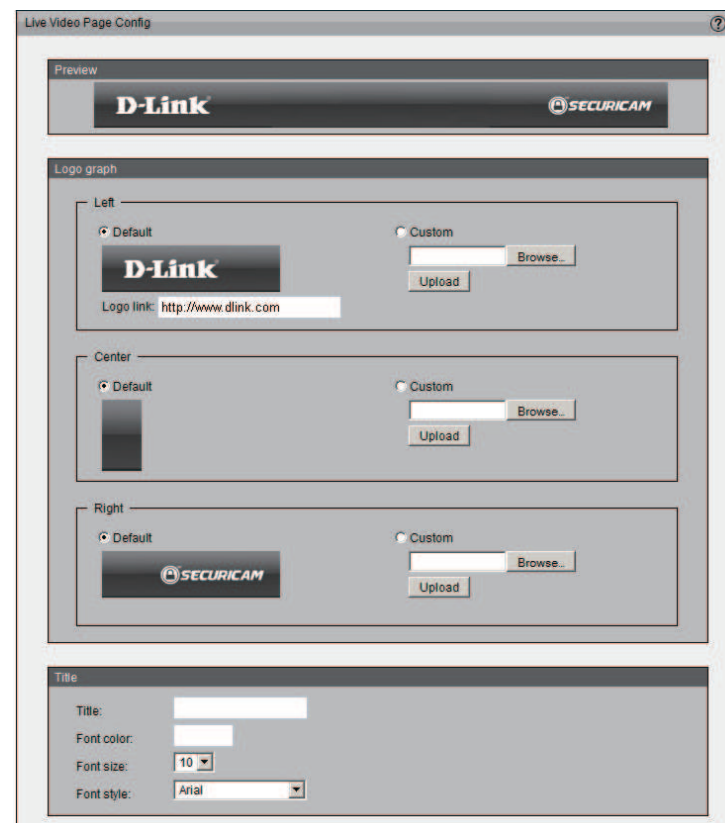 Live Video Page Config
?
Preview
D-Link
SECURICAM
Logo graph
Left
Default
Custom
D-Link
Browse...
Upload
Logo link: http://www.dlink.com
Center
Default
Custom
Browse...
Upload
Right
Default
Custom
SECURICAM
Browse...
Upload
Title
Title:
Font color:
Font size: 10
Font style: Arial